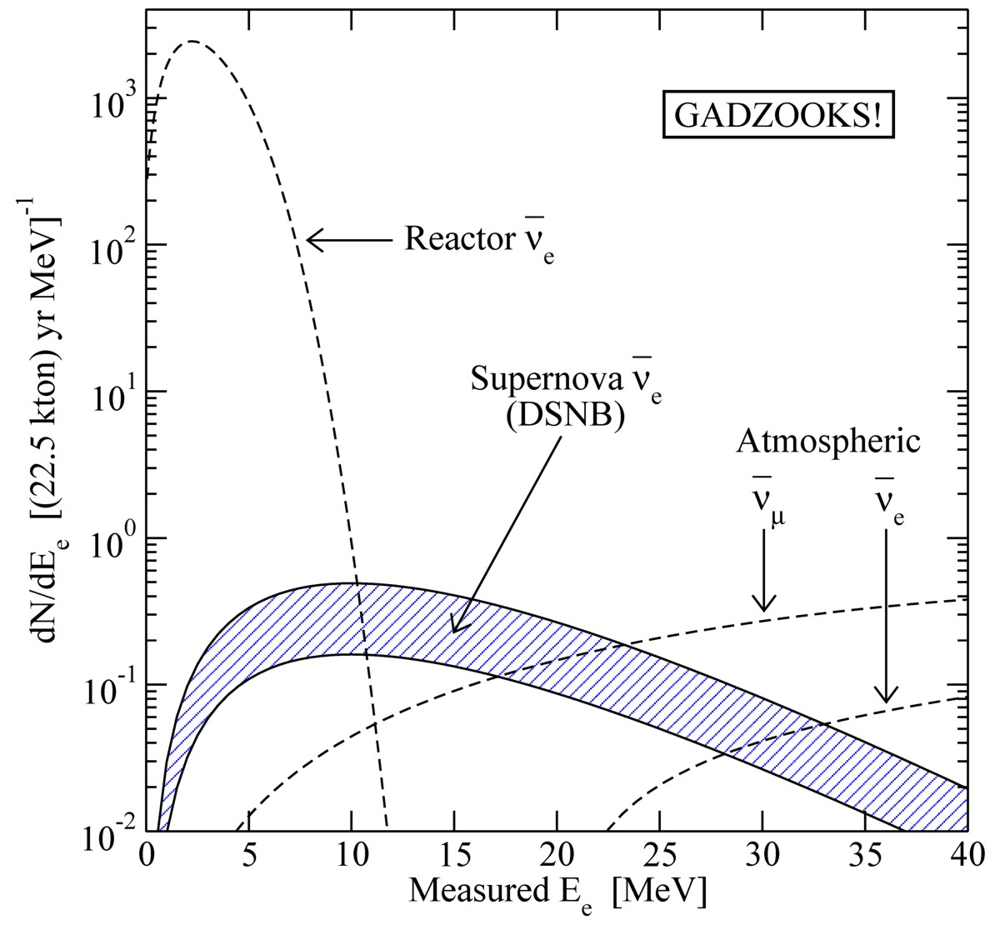 GADZOOKS!
Reactor ν̅e
Supernova ν̅e
(DSNB)
Atmospheric
ν̅μ ν̅e
dN/dEe [(22.5 kton) yr MeV]-1
103
102
101
100
10-1
10-2
0 5 10 15 20 25 30 35 40
Measured Ee [MeV]